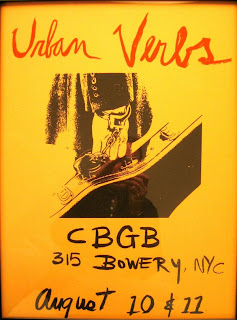 Urban Verbs
CBGB
315 BOWERY, NYC
August 10 & 11